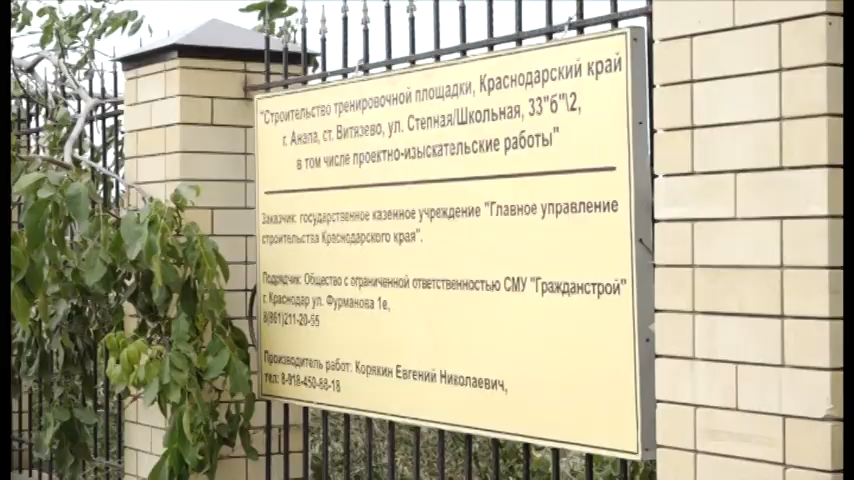 "Строительство тренировочной площадки, Краснодарский край
г. Анапа, ст. Витязево, ул. Степная/Школьная, 33"б"\2,
в том числе проектно-изыскательские работы"
Заказчик: государственное казенное учреждение "Главное управление
строительства Краснодарского края".
Подрядчик: Общество с ограниченной ответственностью СМУ "Гражданстрой"
г. Краснодар ул. Фурманова 1е,
8(861)211-20-55
Производитель работ: Корякин Евгений Николаевич,
тел: 8-918-450-68-18